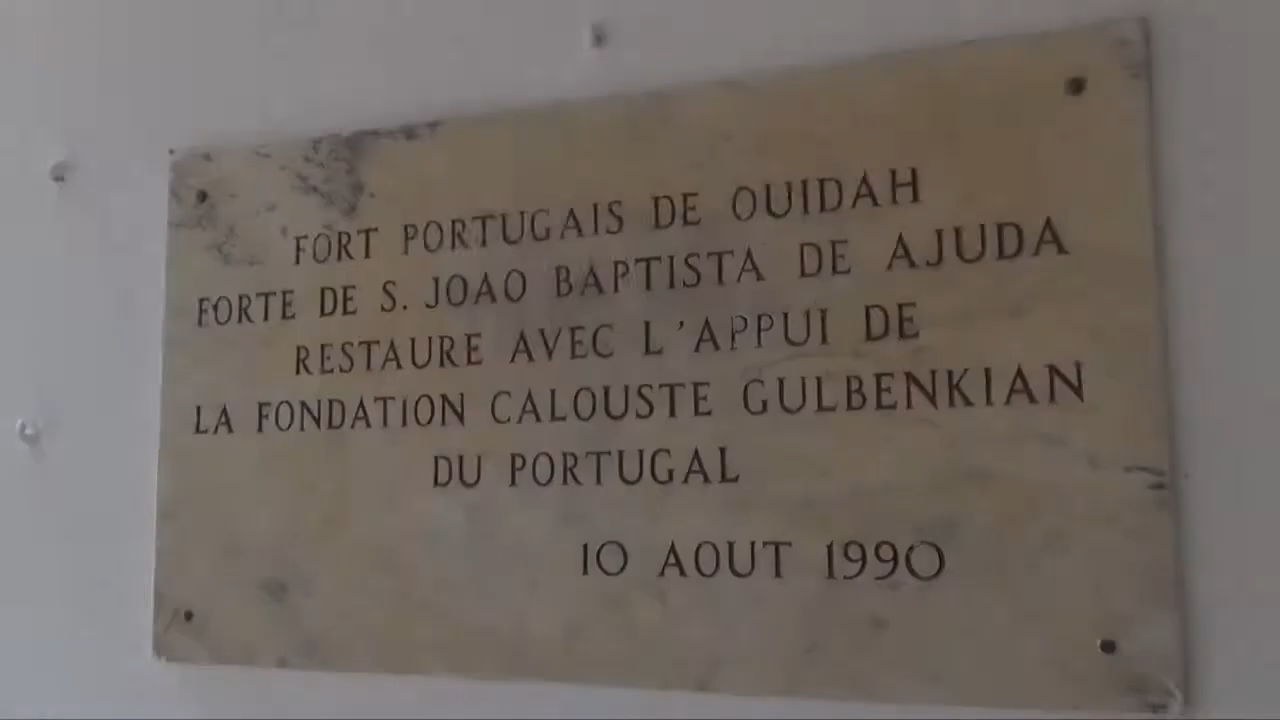 FORT PORTUGAIS DE OUIDAH
FORTE DE S. JOAO BAPTISTA DE AJUDA
RESTAURE AVEC L'APPUI DE
LA FONDATION CALOUSTE GULBENKIAN
DU PORTUGAL
10 AOUT 1990